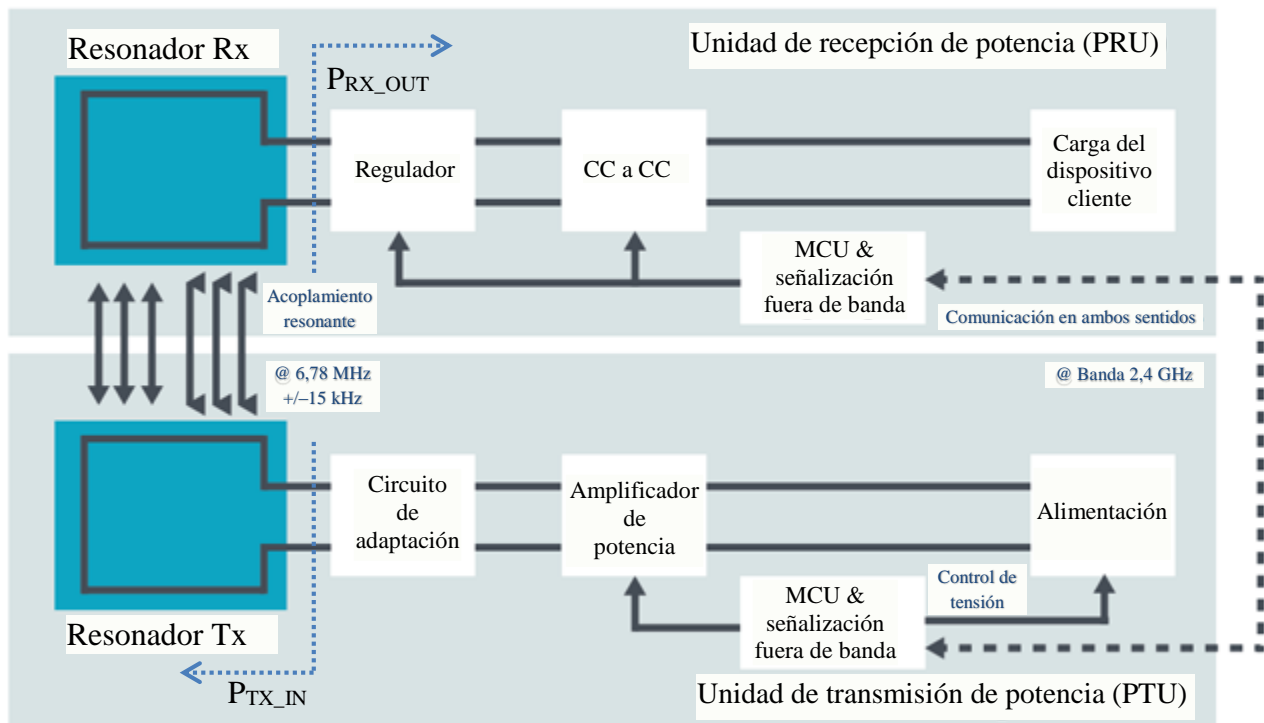 Resonador Rx
Unidad de recepción de potencia (PRU)
PRX_OUT
Regulador
CC a CC
Carga del
dispositivo
cliente
MCU &
señalización
fuera de banda
Acoplamiento
resonante
Comunicación en ambos sentidos
@ 6,78 MHz
+/–15 kHz
@ Banda 2,4 GHz
Circuito
de
adaptación
Amplificador
de
potencia
Alimentación
MCU &
señalización
fuera de banda
Control de
tensión
Resonador Tx
PTX_IN
Unidad de transmisión de potencia (PTU)